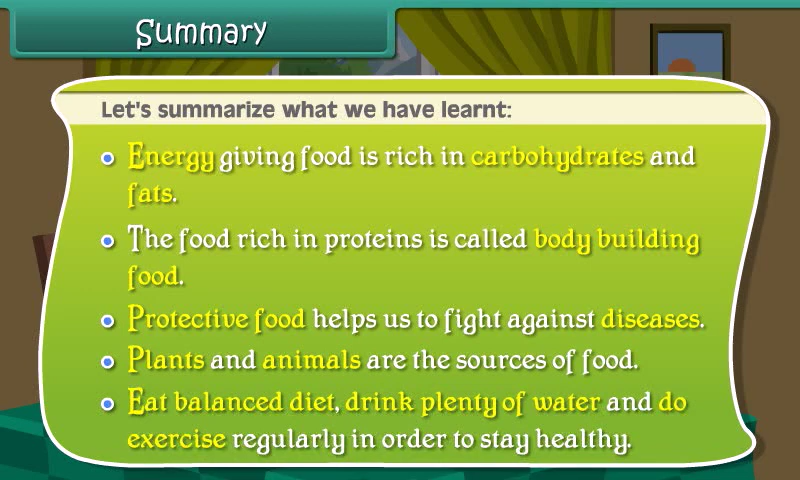 Summary
Let's summarize what we have learnt:
Energy giving food is rich in carbohydrates and
fats.
The food rich in proteins is called body building
food.
Protective food helps us to fight against diseases.
Plants and animals are the sources of food.
Eat balanced diet, drink plenty of water and do
exercise regularly in order to stay healthy.